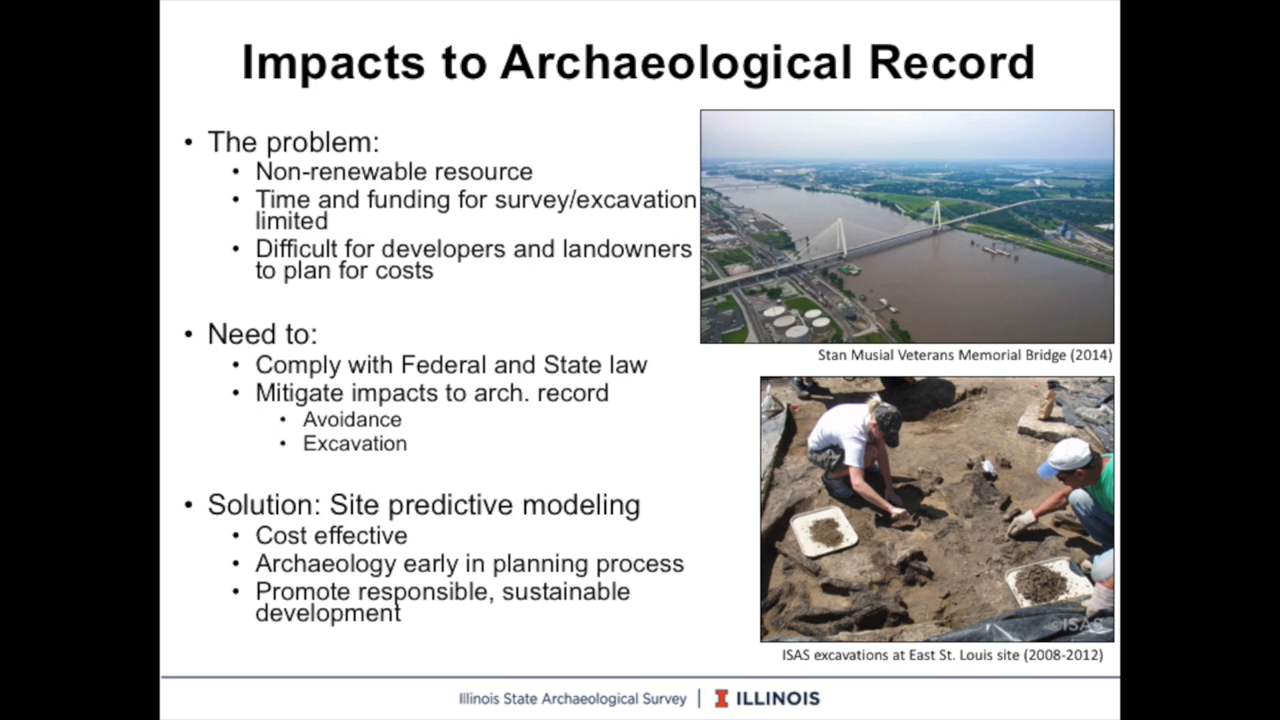 Impacts to Archaeological Record
• The problem:
• Non-renewable resource
• Time and funding for survey/excavation
limited
• Difficult for developers and landowners
to plan for costs
• Need to:
• Comply with Federal and State law
• Mitigate impacts to arch. record
• Avoidance
• Excavation
• Solution: Site predictive modeling
• Cost effective
• Archaeology early in planning process
• Promote responsible, sustainable
development
Stan Musial Veterans Memorial Bridge (2014)
©ISAS
ISAS excavations at East St. Louis site (2008-2012)
Illinois State Archaeological Survey | I ILLINOIS